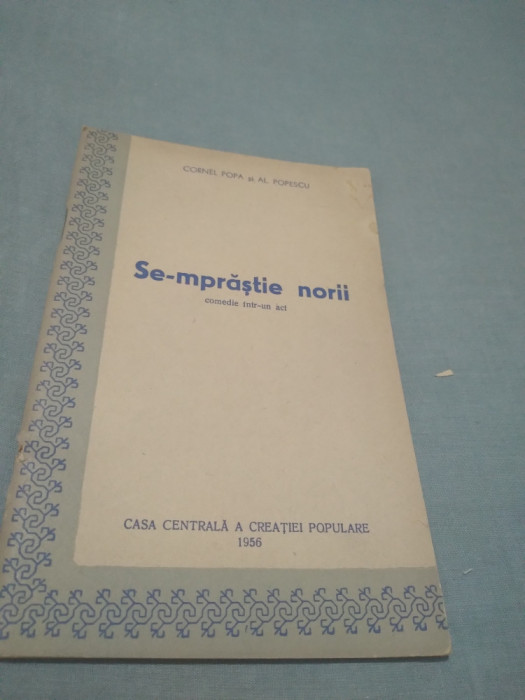 CORNEL POPA și AL. POPESCU
Se-mprăștie norii
comedie într-un act
CASA CENTRALĂ A CREAȚIEI POPULARE
1956